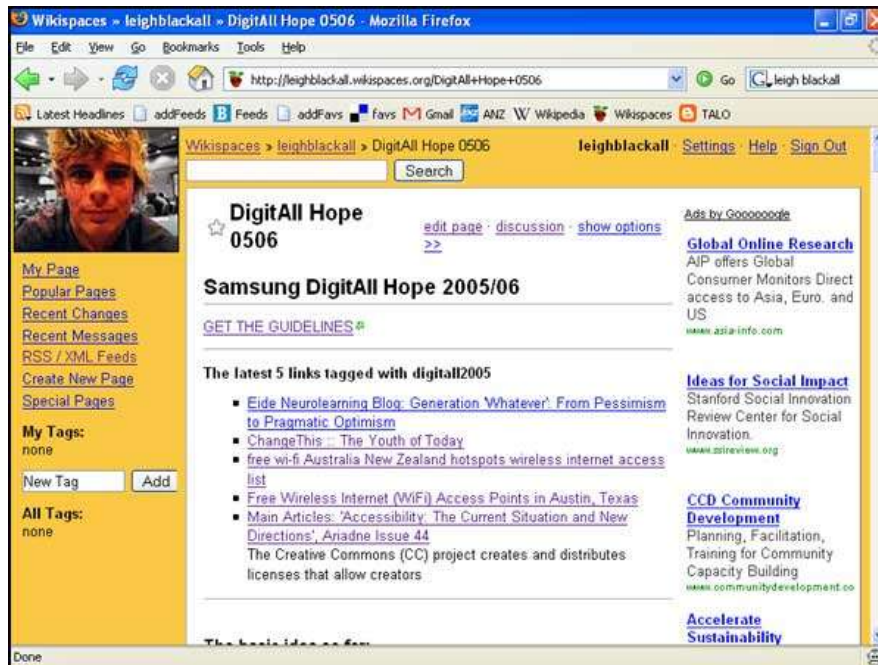 Wikispaces » leighblackall » DigitAll Hope 0506 - Mozilla Firefox
File Edit View Go Bookmarks Tools Help
http://leighblackall.wikispaces.org/DigitAll+Hope+0506 Go leigh blackall
Latest Headlines addFeeds Feeds addFavs favs Gmail ANZ Wikipedia Wikispaces TALO
Wikispaces » leighblackall » DigitAll Hope 0506 leighblackall · Settings · Help · Sign Out
Search
My Page
Popular Pages
Recent Changes
Recent Messages
RSS / XML Feeds
Create New Page
Special Pages
My Tags:
none
New Tag Add
All Tags:
none
DigitAll Hope
0506
edit page · discussion · show options
>>
Samsung DigitAll Hope 2005/06
GET THE GUIDELINES
The latest 5 links tagged with digitall2005
Eide Neurolearning Blog: Generation 'Whatever': From Pessimism
to Pragmatic Optimism
ChangeThis :: The Youth of Today
free wi-fi Australia New Zealand hotspots wireless internet access
list
Free Wireless Internet (WiFi) Access Points in Austin, Texas
Main Articles: 'Accessibility: The Current Situation and New
Directions', Ariadne Issue 44
The Creative Commons (CC) project creates and distributes
licenses that allow creators
The basic idea so far:
Ads by Goooooogle
Global Online Research
AIP offers Global
Consumer Monitors Direct
access to Asia, Euro. and
US
www.asia-info.com
Ideas for Social Impact
Stanford Social Innovation
Review Center for Social
Innovation.
www.ssireview.org
CCD Community
Development
Planning, Facilitation,
Training for Community
Capacity Building
www.communitydevelopment.co
Accelerate
Sustainability
Done